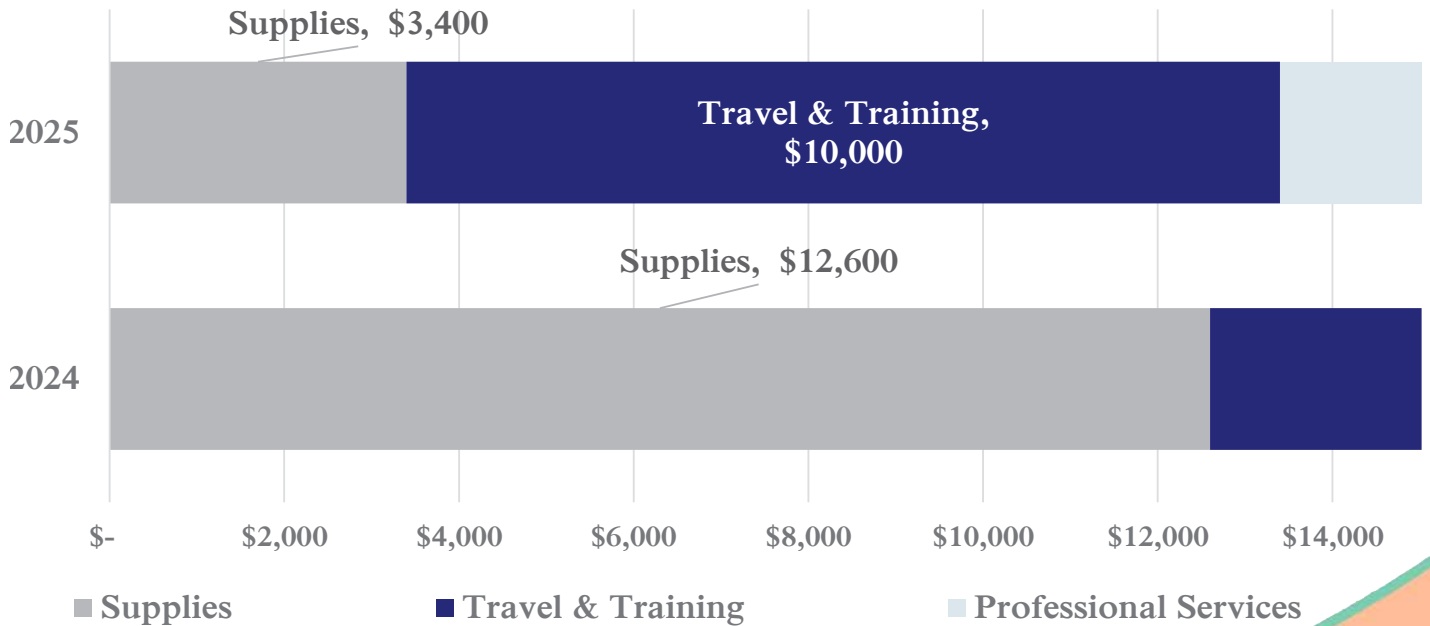 Supplies, $3,400
2025
Travel & Training,
$10,000
Supplies, $12,600
2024
$- $2,000 $4,000 $6,000 $8,000 $10,000 $12,000 $14,000
Supplies Travel & Training Professional Services